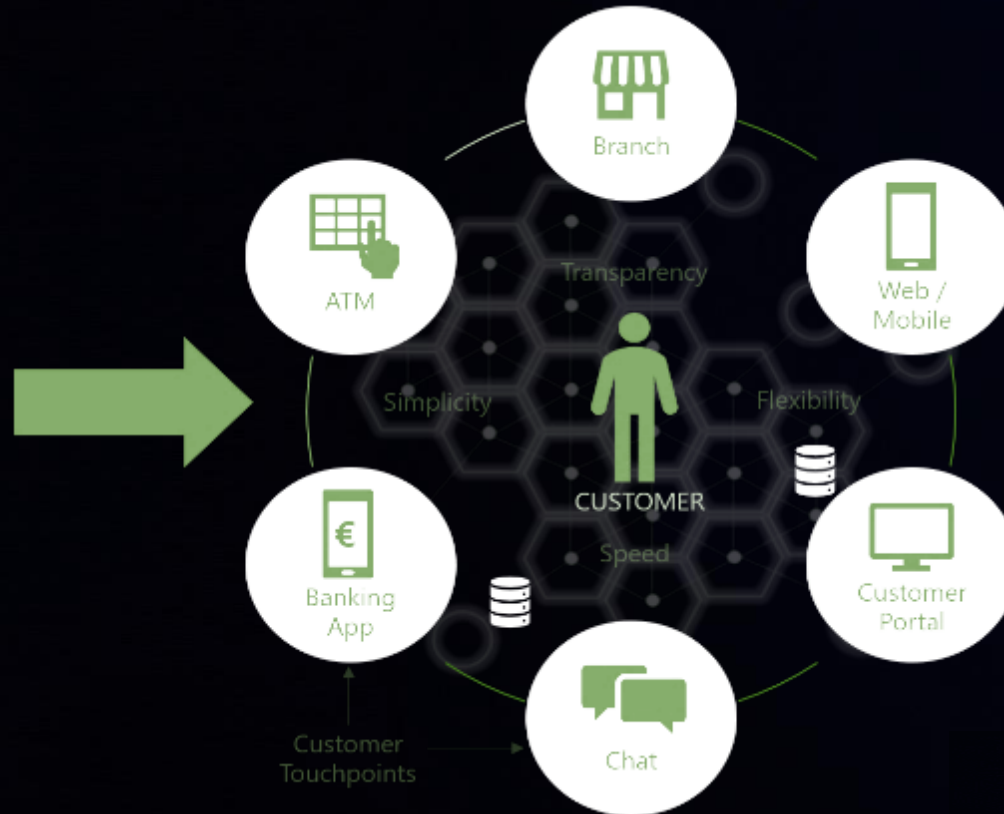 Branch
ATM
Transparency
Web /
Mobile
Simplicity
Flexibility
CUSTOMER
Speed
€
Banking
App
Customer
Portal
Customer
Touchpoints
Chat